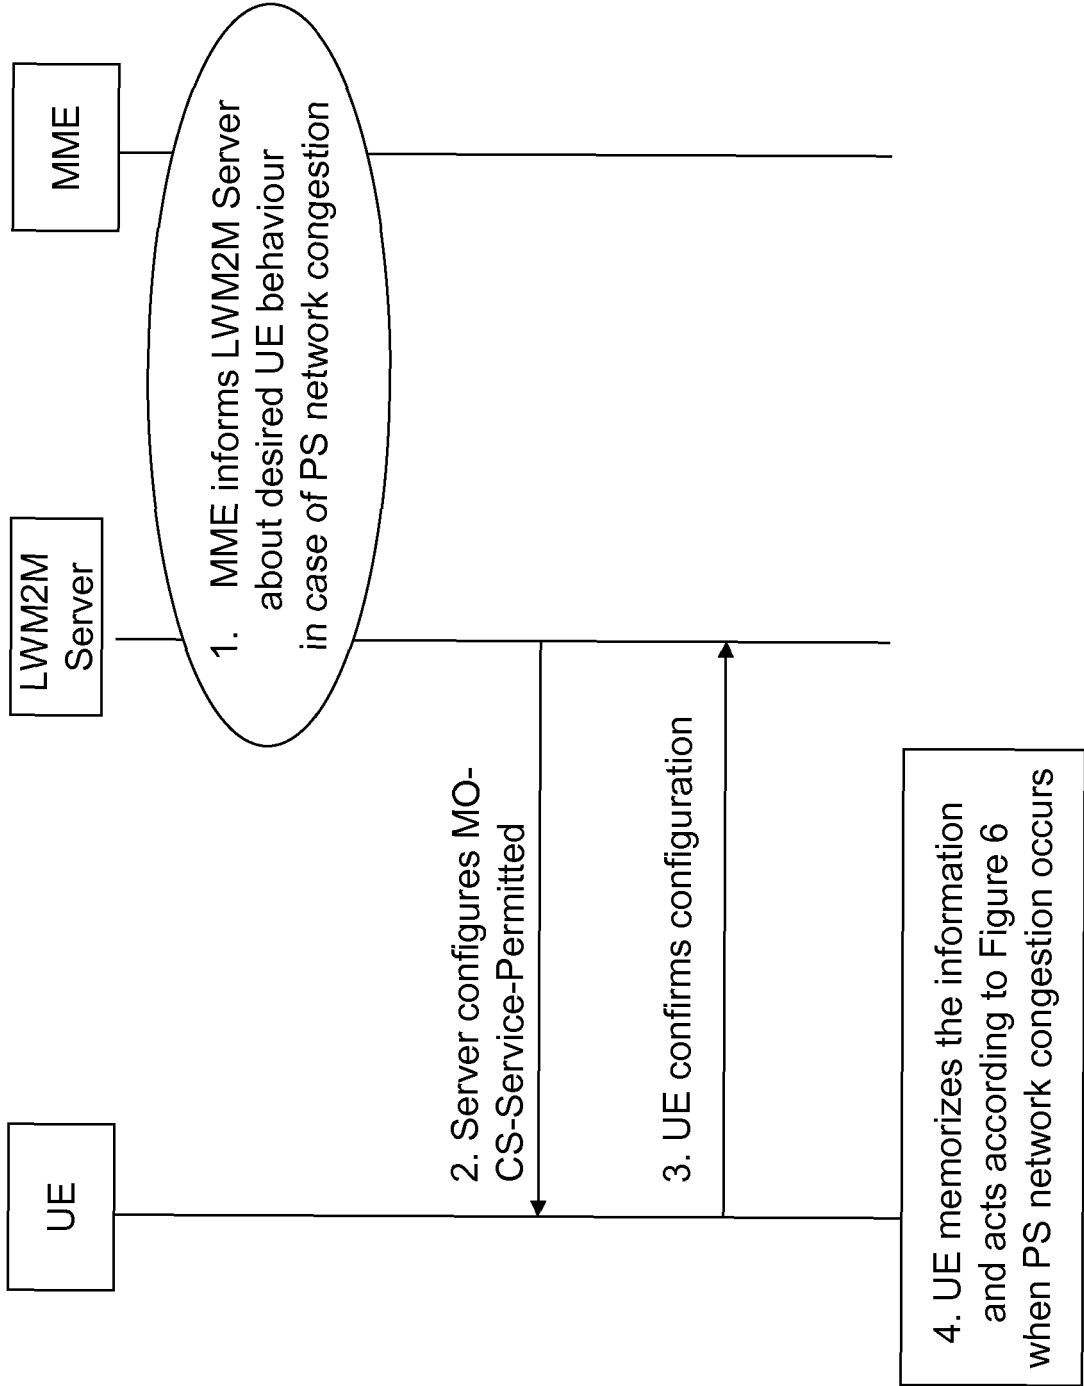 UE
LWM2M
Server
MME
1. MME informs LWM2M Server
about desired UE behaviour
in case of PS network congestion
2. Server configures MO-
CS-Service-Permitted
3. UE confirms configuration
4. UE memorizes the information
and acts according to Figure 6
when PS network congestion occurs